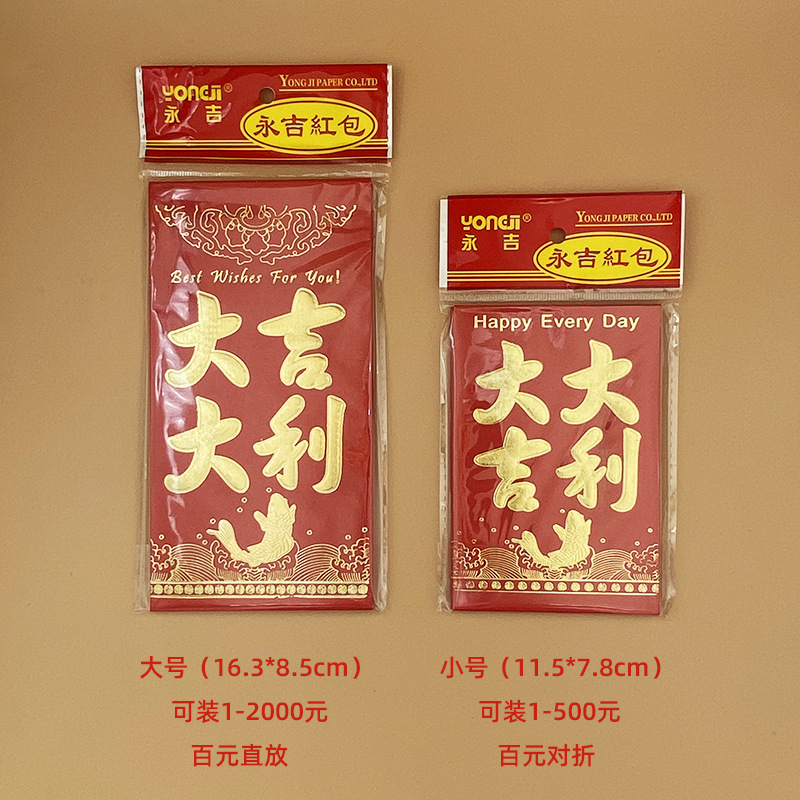 YONGJI®
永吉
YONG JI PAPER CO.,LTD
永吉紅包
Best Wishes For You!
大吉
大利
YONGJI®
永吉
YONG JI PAPER CO.,LTD
永吉紅包
Happy Every Day
大大
吉利
大号（16.3*8.5cm）
可装1-2000元
百元直放
小号（11.5*7.8cm）
可装1-500元
百元对折